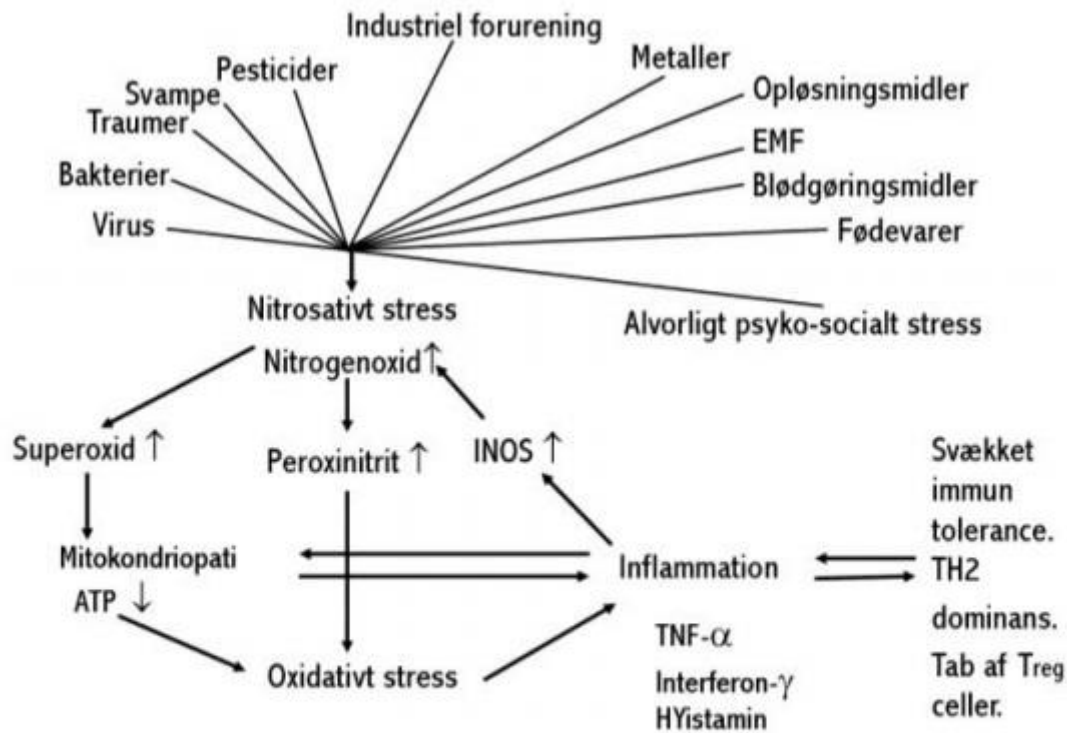 Industriel forurening
Metaller
Pesticider
Opløsningsmidler
Svampe
Traumer
EMF
Bakterier
Blødgøringsmidler
Virus
Fødevarer
Nitrosativt stress
Alvorligt psyko-socialt stress
Nitrogenoxid ↑
Superoxid ↑
Peroxinitrit ↑
INOS ↑
Svækket
immun
tolerance.
TH2
dominans.
Tab af Treg
celler.
Mitokondriopati
ATP ↓
Inflammation
TNF-α
Interferon-γ
HYistamin
Oxidativt stress